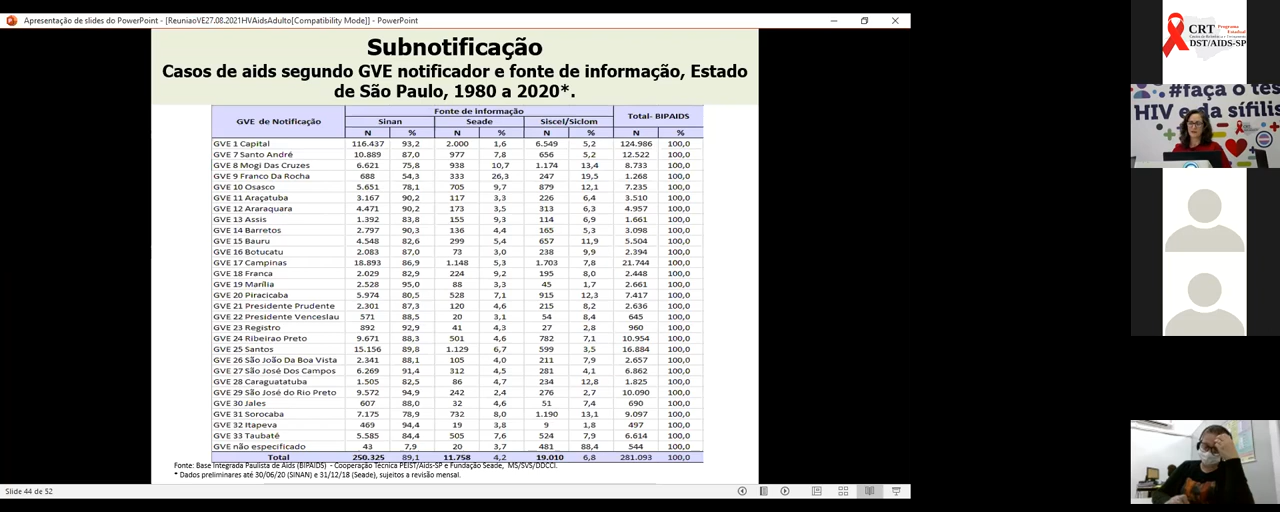 Apresentação de slides do PowerPoint - [ReuniaoVE27.08.2021HVAidsAdulto[Compatibility Mode]] - PowerPoint
Subnotificação
Casos de aids segundo GVE notificador e fonte de informação, Estado
de São Paulo, 1980 a 2020*.
GVE de Notificação Fonte de Informação Total- BIPAIDS
Sinan Seade Siscel/Siclom
N % N % N % N %
GVE 1 Capital 116.437 93,2 2.000 1,6 6.549 5,2 124.986 100,0
GVE 7 Santo André 10.889 87,0 977 7,8 656 5,2 12.522 100,0
GVE 8 Mogi Das Cruzes 6.621 75,8 938 10,7 1.174 13,4 8.733 100,0
GVE 9 Franco Da Rocha 688 54,3 333 26,3 247 19,5 1.268 100,0
GVE 10 Osasco 5.651 78,1 705 9,7 879 12,1 7.235 100,0
GVE 11 Araçatuba 3.167 90,2 117 3,3 226 6,4 3.510 100,0
GVE 12 Araraquara 4.471 90,2 173 3,5 313 6,3 4.957 100,0
GVE 13 Assis 1.392 83,8 155 9,3 114 6,9 1.661 100,0
GVE 14 Barretos 2.797 90,3 136 4,4 165 5,3 3.098 100,0
GVE 15 Bauru 4.548 82,6 299 5,4 657 11,9 5.504 100,0
GVE 16 Botucatu 2.083 87,0 73 3,0 238 9,9 2.394 100,0
GVE 17 Campinas 18.893 86,9 1.148 5,3 1.703 7,8 21.744 100,0
GVE 18 Franca 2.029 82,9 224 9,2 195 8,0 2.448 100,0
GVE 19 Marília 2.528 95,0 88 3,3 45 1,7 2.661 100,0
GVE 20 Piracicaba 5.974 80,5 528 7,1 915 12,3 7.417 100,0
GVE 21 Presidente Prudente 2.301 87,3 120 4,6 215 8,2 2.636 100,0
GVE 22 Presidente Venceslau 571 88,5 20 3,1 54 8,4 645 100,0
GVE 23 Registro 892 92,9 41 4,3 27 2,8 960 100,0
GVE 24 Ribeirao Preto 9.671 88,3 501 4,6 782 7,1 10.954 100,0
GVE 25 Santos 15.156 89,8 1.129 6,7 599 3,5 16.884 100,0
GVE 26 São João Da Boa Vista 2.341 88,1 105 4,0 211 7,9 2.657 100,0
GVE 27 São José Dos Campos 6.269 91,4 312 4,5 281 4,1 6.862 100,0
GVE 28 Caraguatatuba 1.505 82,5 86 4,7 234 12,8 1.825 100,0
GVE 29 São José do Rio Preto 9.572 94,9 242 2,4 276 2,7 10.090 100,0
GVE 30 Jales 607 88,0 32 4,6 51 7,4 690 100,0
GVE 31 Sorocaba 7.175 78,9 732 8,0 1.190 13,1 9.097 100,0
GVE 32 Itapeva 469 94,4 19 3,8 9 1,8 497 100,0
GVE 33 Taubaté 5.585 84,4 505 7,6 524 7,9 6.614 100,0
GVE não especificado 43 7,9 20 3,7 481 88,4 544 100,0
Total 250.325 89,1 11.758 4,2 19.010 6,8 281.093 100,0
Fonte: Base Integrada Paulista de Aids (BIPAIDS) - Cooperação Técnica PEIST/Aids-SP e Fundação Seade, MS/SVS/DDCCI.
* Dados preliminares até 30/06/20 (SINAN) e 31/12/18 (Seade), sujeitos a revisão mensal.
Slide 44 de 52
CRT Programa Estadual
DST/AIDS-SP
#faça o tes
HIV e da sífilis